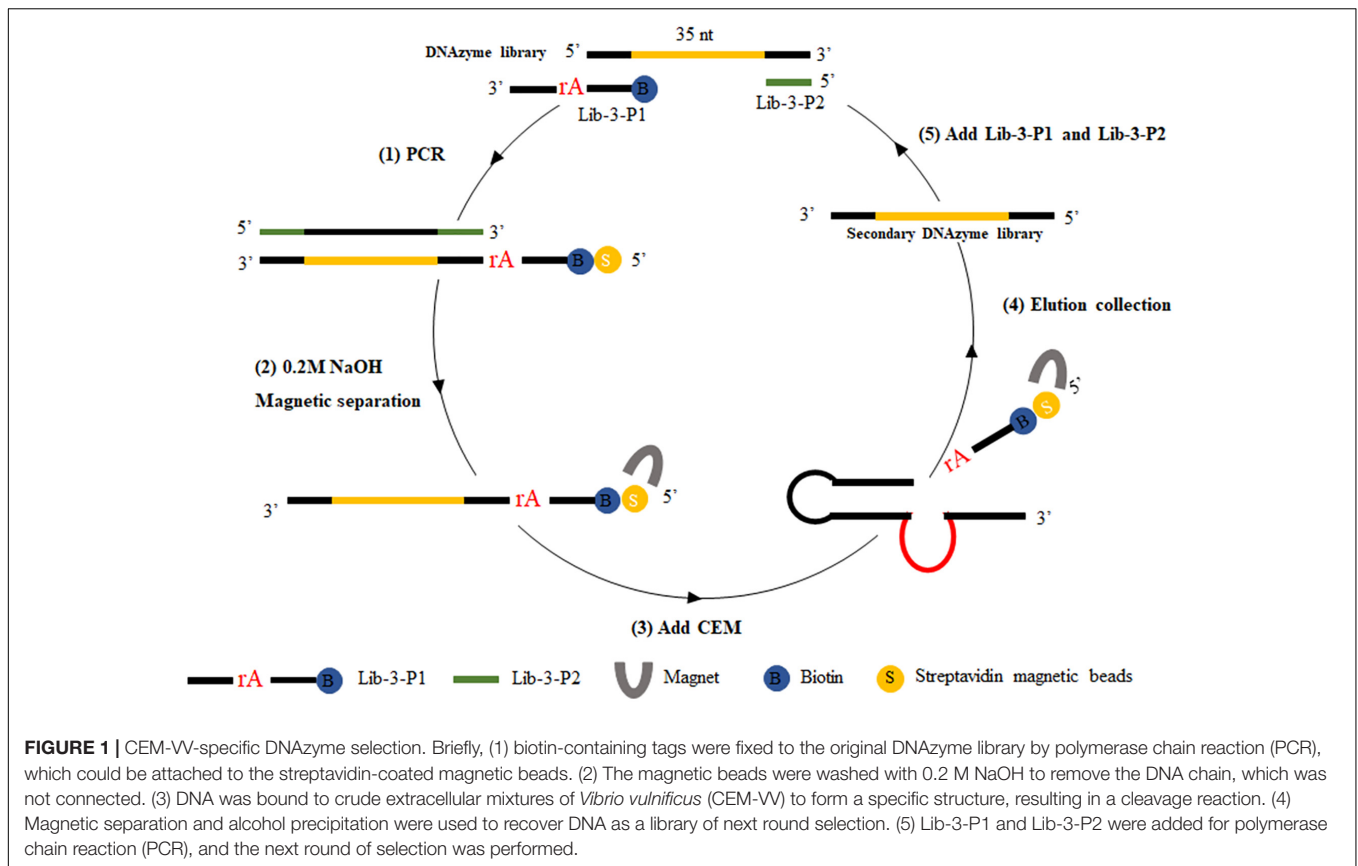 35 nt
DNAzyme library 5’ 3’
3’ rA B 5’
Lib-3-P1 Lib-3-P2
(1) PCR
(5) Add Lib-3-P1 and Lib-3-P2
5’ 3’
3’ rA B S 5’
3’ 5’
Secondary DNAzyme library
(2) 0.2M NaOH
Magnetic separation
(4) Elution collection
3’ rA B S 5’
rA B S 5’
3’
(3) Add CEM
rA B Lib-3-P1 Lib-3-P2 Magnet B Biotin S Streptavidin magnetic beads
FIGURE 1 | CEM-VV-specific DNAzyme selection. Briefly, (1) biotin-containing tags were fixed to the original DNAzyme library by polymerase chain reaction (PCR),
which could be attached to the streptavidin-coated magnetic beads. (2) The magnetic beads were washed with 0.2 M NaOH to remove the DNA chain, which was
not connected. (3) DNA was bound to crude extracellular mixtures of Vibrio vulnificus (CEM-VV) to form a specific structure, resulting in a cleavage reaction. (4)
Magnetic separation and alcohol precipitation were used to recover DNA as a library of next round selection. (5) Lib-3-P1 and Lib-3-P2 were added for polymerase
chain reaction (PCR), and the next round of selection was performed.